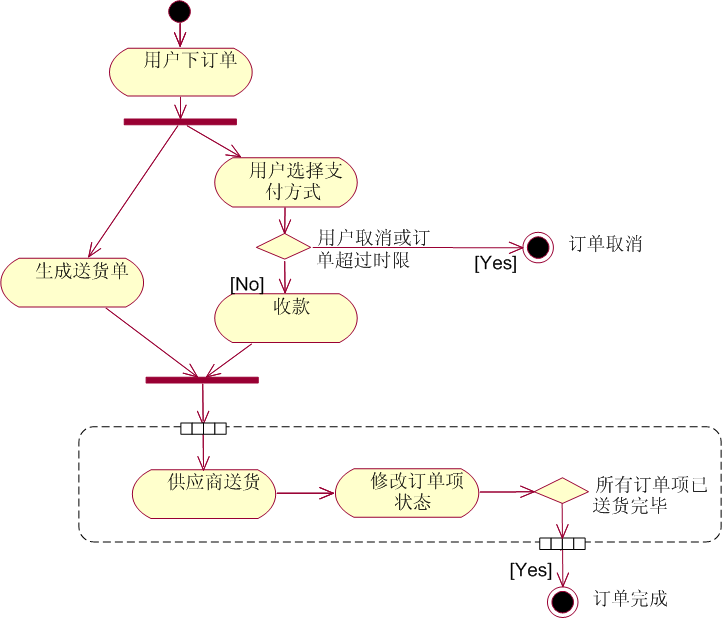 用户下订单
用户选择支
付方式
用户取消或订
单超过时限
[Yes]
订单取消
生成送货单
[No]
收款
供应商送货
修改订单项
状态
所有订单项已
送货完毕
[Yes]
订单完成